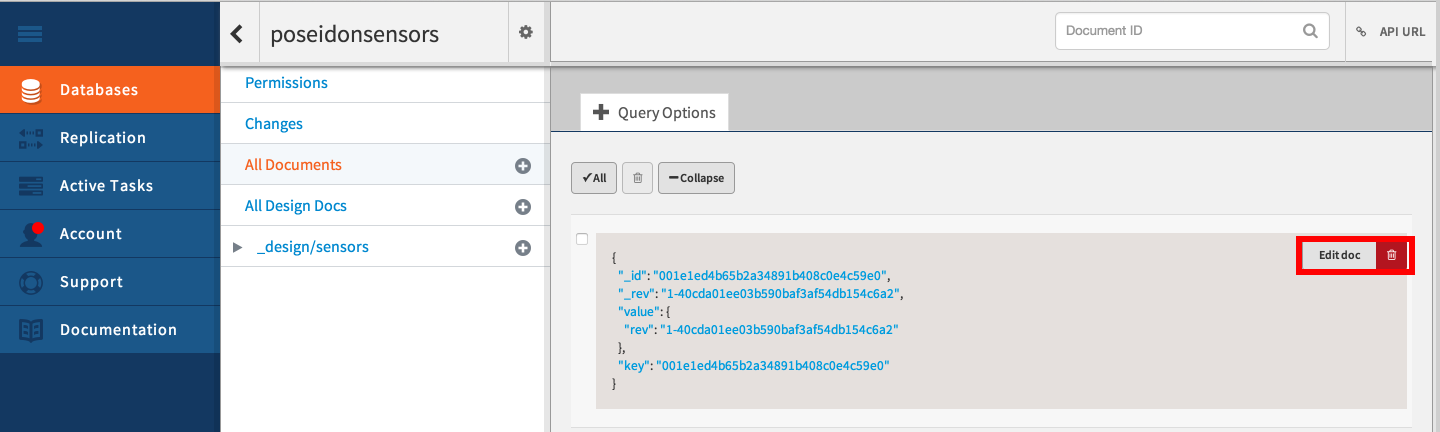 poseidonsensors
Document ID
API URL
Databases
Replication
Active Tasks
Account
Support
Documentation
Permissions
Changes
All Documents
All Design Docs
_design/sensors
Query Options
All
Collapse
Edit doc
{
"_id": "001e1ed4b65b2a34891b408c0e4c59e0",
"_rev": "1-40cda01ee03b590baf3af54db154c6a2",
"value": {
"rev": "1-40cda01ee03b590baf3af54db154c6a2"
},
"key": "001e1ed4b65b2a34891b408c0e4c59e0"
}